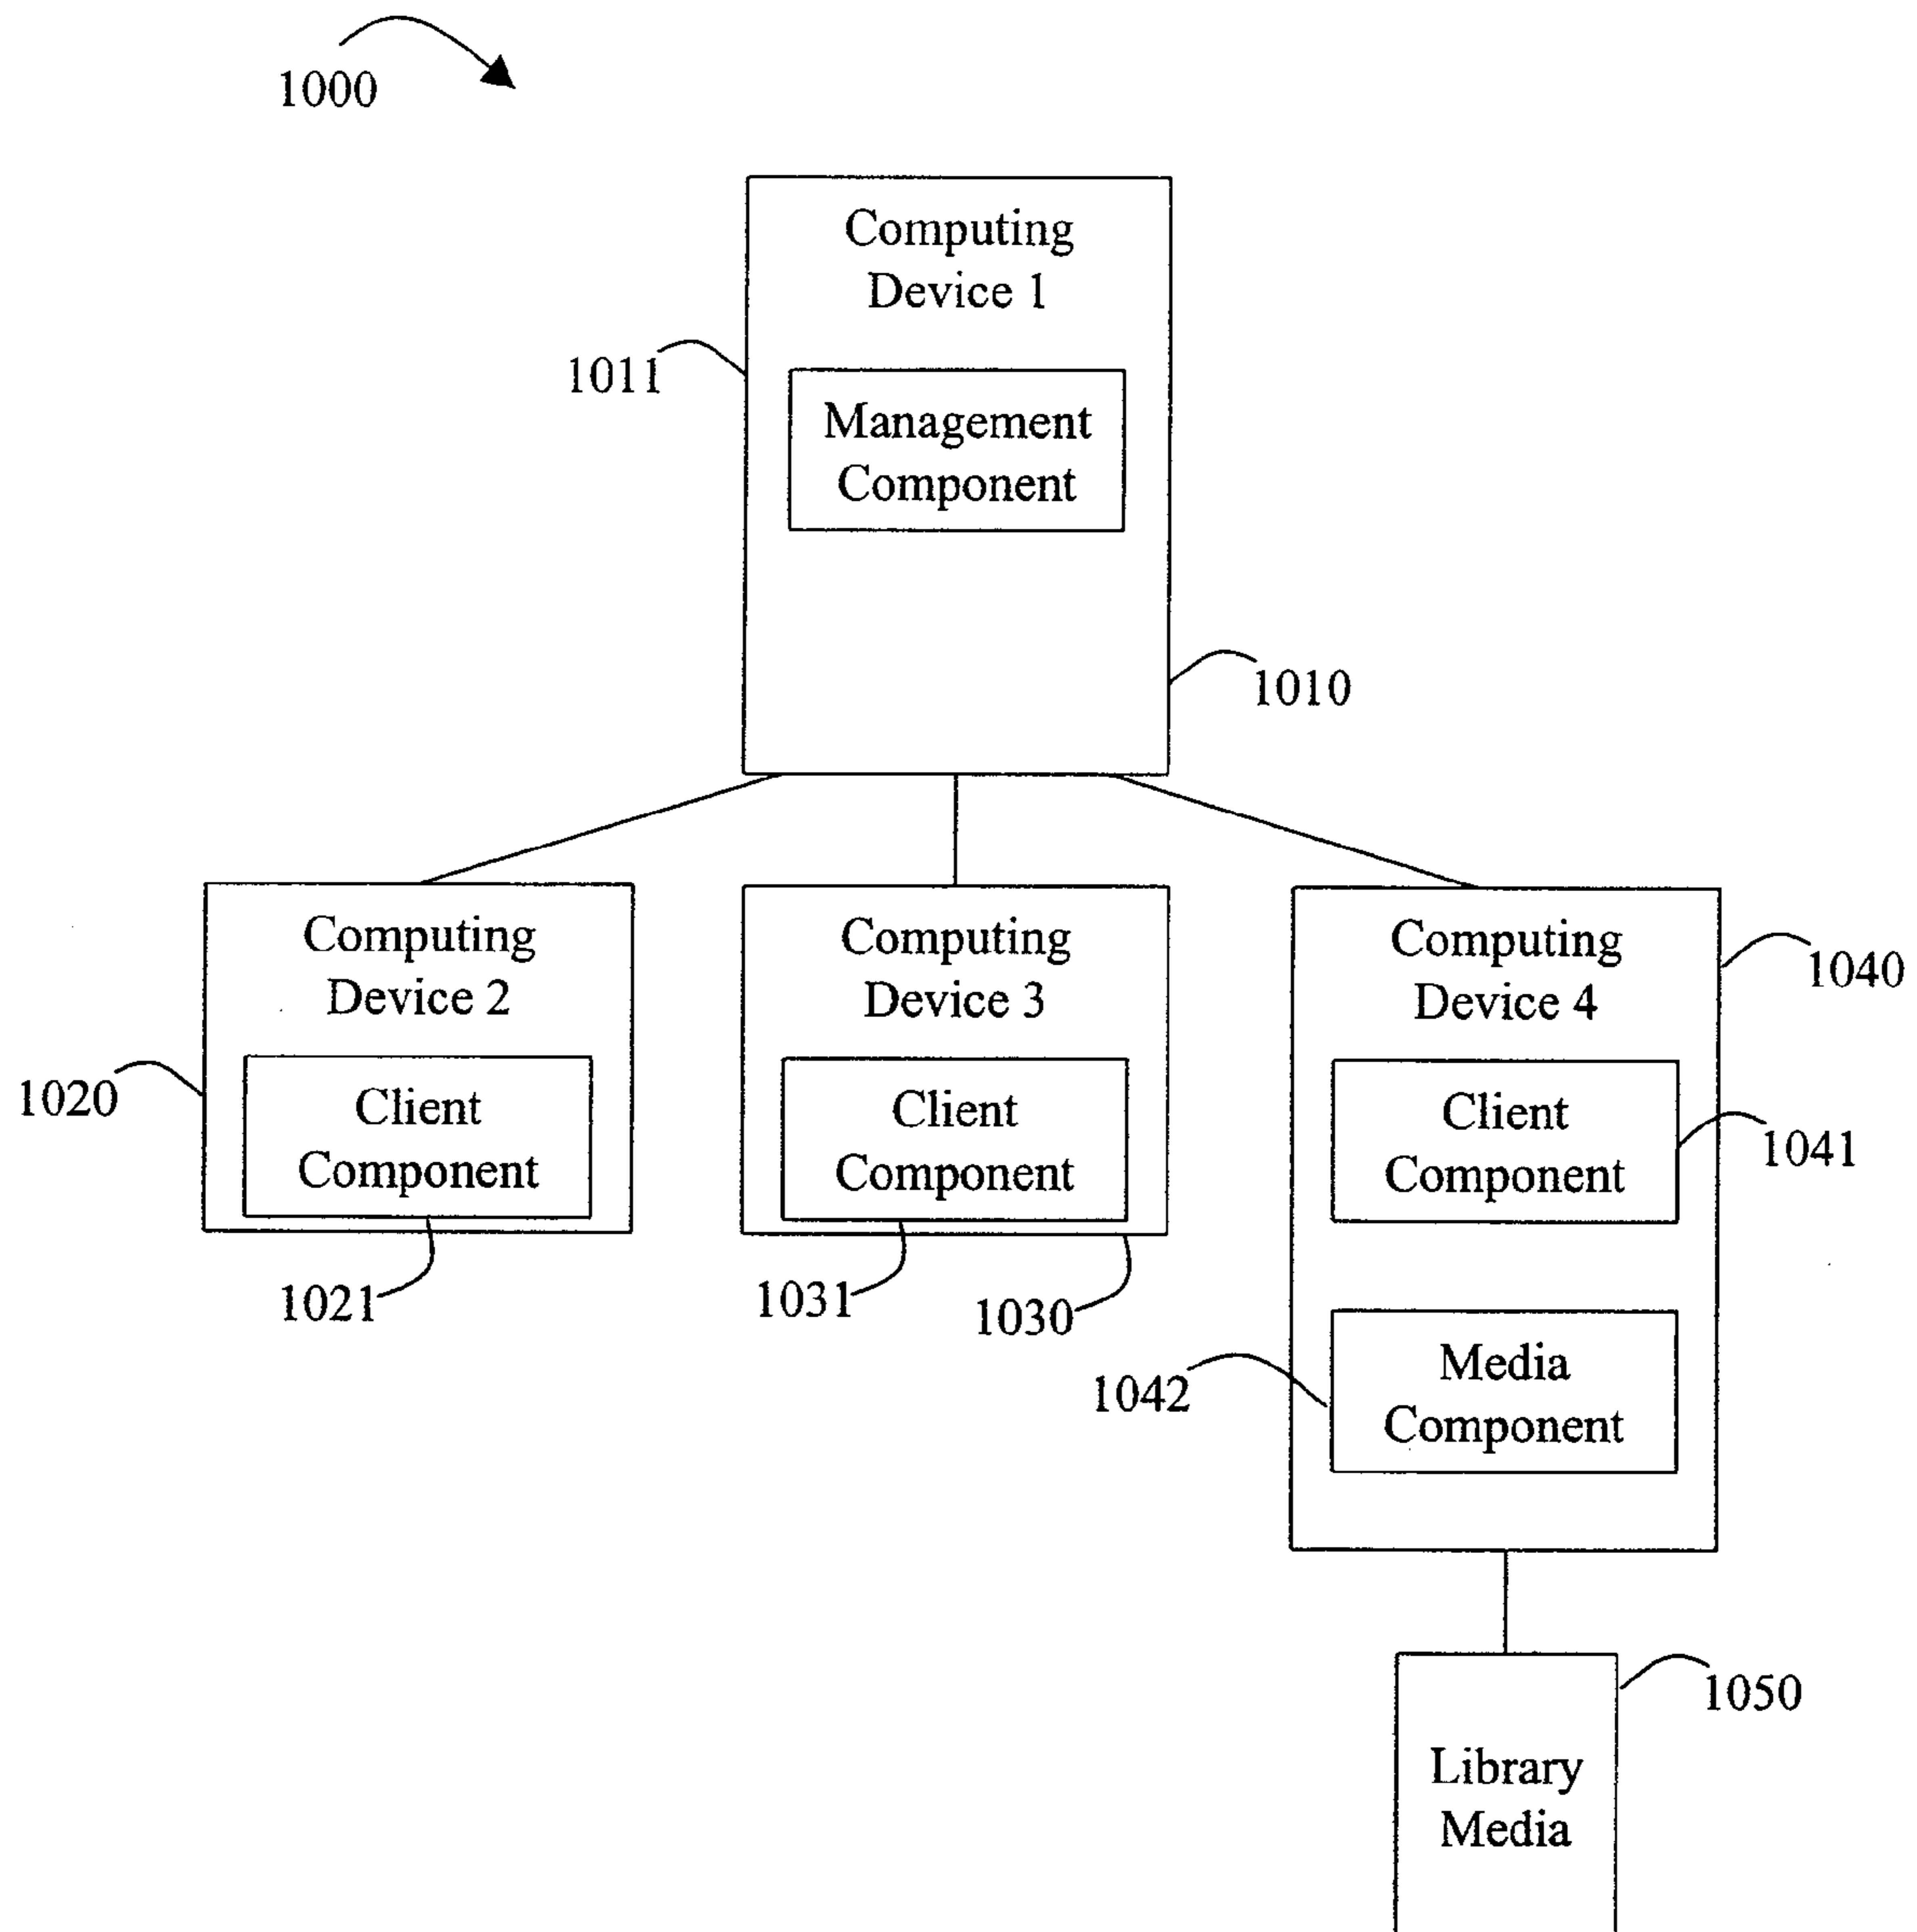 1000
Computing
Device 1
1011
Management
Component
1010
Computing
Device 2
Computing
Device 3
Computing
Device 4
1040
1020
Client
Component
Client
Component
Client
Component
1041
1021
1031
1030
1042
Media
Component
1050
Library
Media